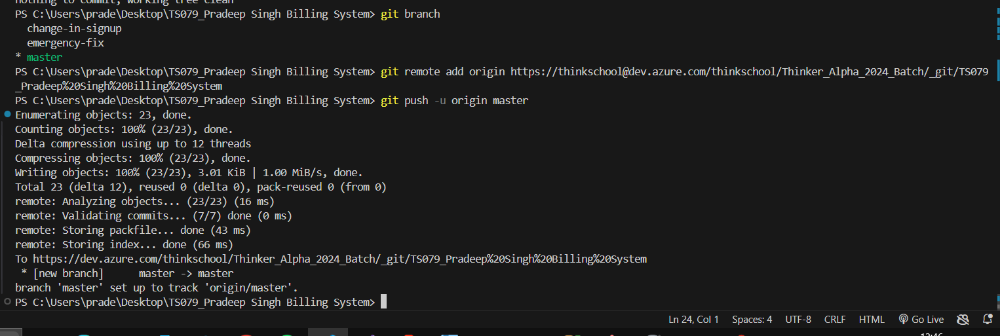 nothing to commit, working tree clean
PS C:\Users\prade\Desktop\TS079_Pradeep Singh Billing System> git branch
  change-in-signup
  emergency-fix
* master
PS C:\Users\prade\Desktop\TS079_Pradeep Singh Billing System> git remote add origin https://thinkschool@dev.azure.com/thinkschool/Thinker_Alpha_2024_Batch/_git/TS079
_Pradeep%20Singh%20Billing%20System
PS C:\Users\prade\Desktop\TS079_Pradeep Singh Billing System> git push -u origin master
Enumerating objects: 23, done.
Counting objects: 100% (23/23), done.
Delta compression using up to 12 threads
Compressing objects: 100% (23/23), done.
Writing objects: 100% (23/23), 3.01 KiB | 1.00 MiB/s, done.
Total 23 (delta 12), reused 0 (delta 0), pack-reused 0 (from 0)
remote: Analyzing objects... (23/23) (16 ms)
remote: Validating commits... (7/7) done (0 ms)
remote: Storing packfile... done (43 ms)
remote: Storing index... done (66 ms)
To https://dev.azure.com/thinkschool/Thinker_Alpha_2024_Batch/_git/TS079_Pradeep%20Singh%20Billing%20System
 * [new branch]      master -> master
branch 'master' set up to track 'origin/master'.
PS C:\Users\prade\Desktop\TS079_Pradeep Singh Billing System>
Ln 24, Col 1 Spaces: 4 UTF-8 CRLF HTML Go Live